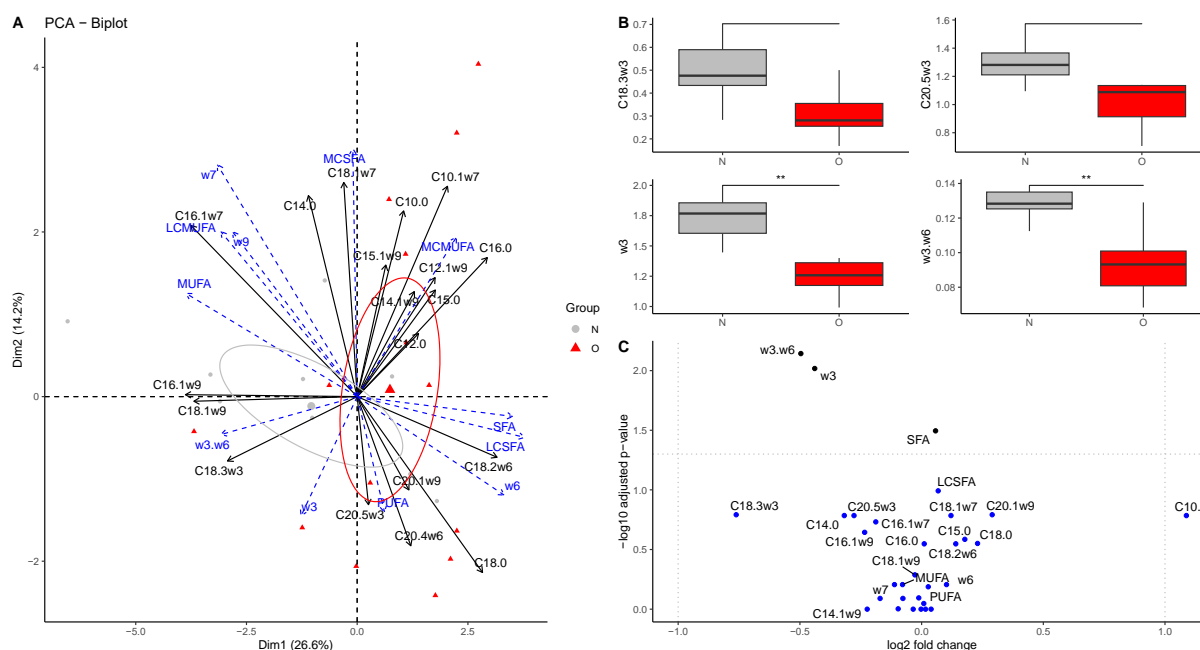 A
PCA − Biplot
Dim2 (14.2%)
4
2
0
−2
−5.0
−2.5
0.0
2.5
Dim1 (26.6%)
MCSFA
w7
C18.1w7
C10.1w7
C14.0
C10.0
C16.1w7
LCMUFA
w9
MCMUFA
C16.0
C15.1w9
C12.1w9
MUFA
C14.1w9
C15.0
C12.0
C16.1w9
C18.1w9
SFA
w3.w6
LCSFA
C18.3w3
C18.2w6
C20.1w9
w6
w3
PUFA
C20.5w3
C20.4w6
C18.0
Group
N
O
B
C18.3w3
0.7
0.6
0.5
0.4
0.3
0.2
N
O
C20.5w3
1.6
1.4
1.2
1.0
0.8
N
O
w3
2.0
1.8
1.5
1.2
1.0
**
N
O
w3.w6
0.14
0.12
0.10
0.08
**
N
O
C
−log10 adjusted p−value
2.0
1.5
1.0
0.5
0.0
−1.0
−0.5
0.0
0.5
1.0
log2 fold change
w3.w6
w3
SFA
LCSFA
C18.3w3
C20.5w3
C18.1w7
C20.1w9
C10.
C14.0
C16.1w7
C16.1w9
C16.0
C15.0
C18.0
C18.2w6
C18.1w9
MUFA
w6
w7
PUFA
C14.1w9